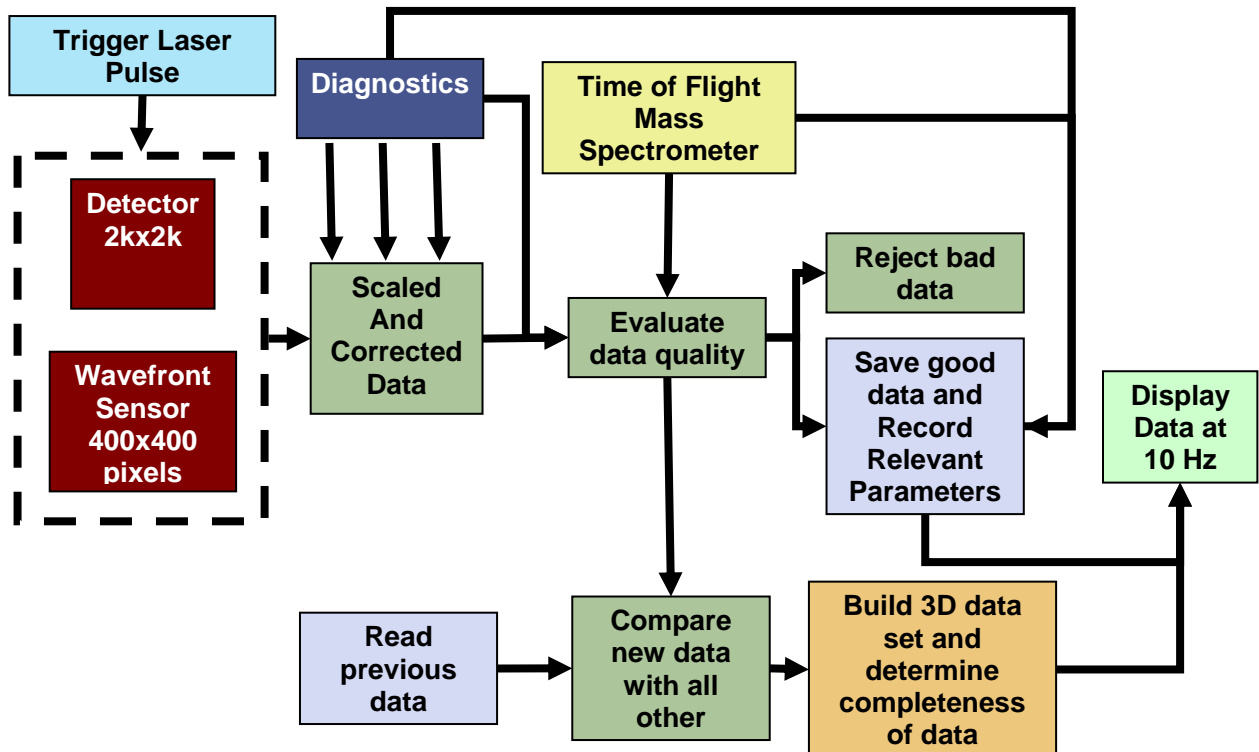 Trigger Laser
Pulse
Diagnostics
Time of Flight
Mass
Spectrometer
Detector
2kx2k
Wavefront
Sensor
400x400
pixels
Scaled
And
Corrected
Data
Evaluate
data quality
Reject bad
data
Save good
data and
Record
Relevant
Parameters
Display
Data at
10 Hz
Read
previous
data
Compare
new data
with all
other
Build 3D data
set and
determine
completeness
of data